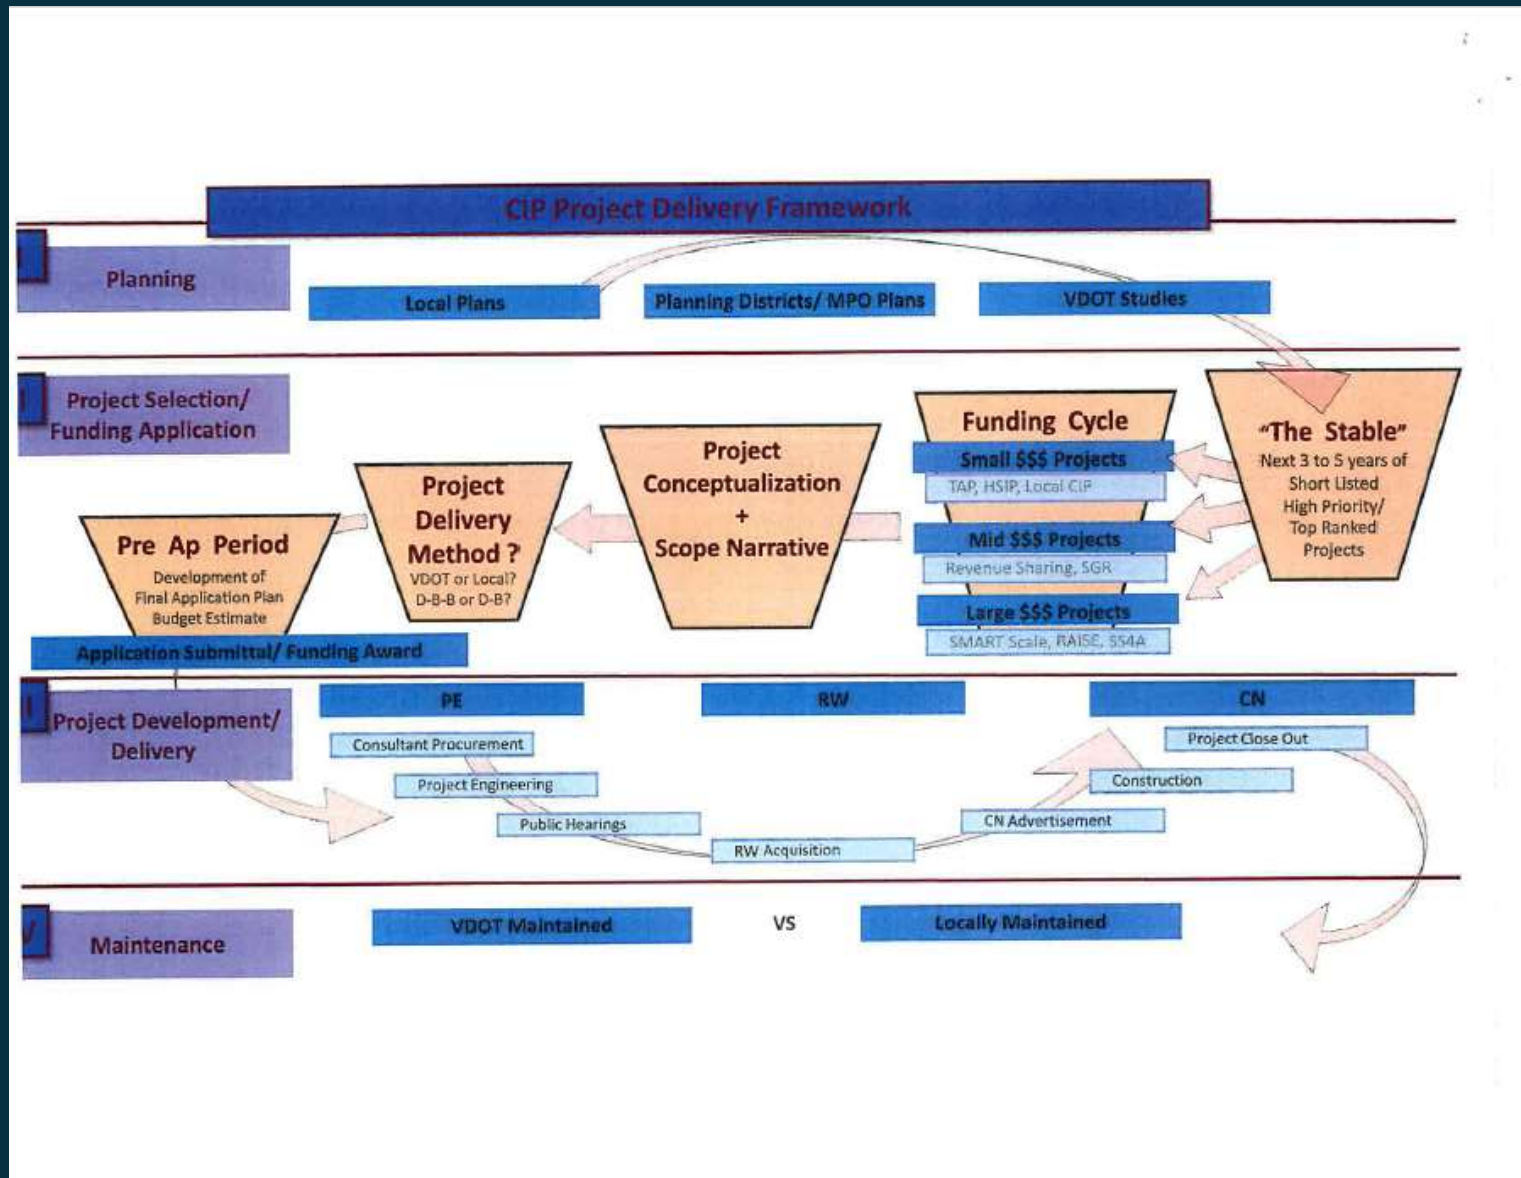 CIP Project Delivery Framework
Planning
Local Plans
Planning Districts/ MPO Plans
VDOT Studies
Project Selection/
Funding Application
"The Stable"
Next 3 to 5 years of
Short Listed
High Priority/
Top Ranked
Projects
Funding Cycle
Small $$$ Projects
TAP, HSIP, Local CIP
Mid $$$ Projects
Revenue Sharing, SGR
Large $$$ Projects
SMART Scale, RAISE, SS4A
Project
Conceptualization
+
Scope Narrative
Project
Delivery
Method ?
VDOT or Local?
D-B-B or D-B?
Pre Ap Period
Development of
Final Application Plan
Budget Estimate
Application Submittal/ Funding Award
Project Development/
Delivery
PE
RW
CN
Consultant Procurement
Project Engineering
Public Hearings
RW Acquisition
CN Advertisement
Construction
Project Close Out
Maintenance
VDOT Maintained
VS
Locally Maintained